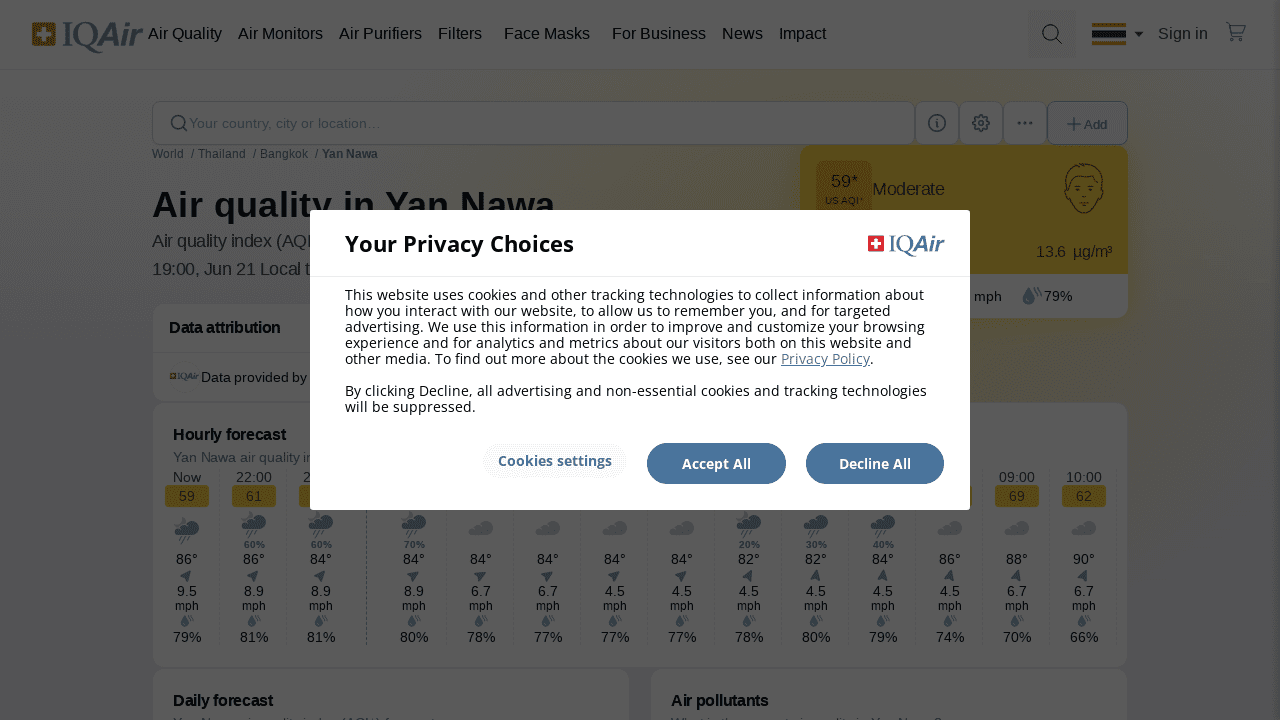 IQAir
Air Quality
Air Monitors
Air Purifiers
Filters
Face Masks
For Business
News
Impact
Sign in
Your country, city or location...
Add
World / Thailand / Bangkok / Yan Nawa
Air quality in Yan Nawa
Air quality index (AQI
19:00, Jun 21 Local t
59*
US AQI⁺
Moderate
13.6 µg/m³
mph
79%
Data attribution
IQAir
Data provided by
Your Privacy Choices
IQAir
This website uses cookies and other tracking technologies to collect information about
how you interact with our website, to allow us to remember you, and for targeted
advertising. We use this information in order to improve and customize your browsing
experience and for analytics and metrics about our visitors both on this website and
other media. To find out more about the cookies we use, see our Privacy Policy.
By clicking Decline, all advertising and non-essential cookies and tracking technologies
will be suppressed.
Cookies settings
Accept All
Decline All
Hourly forecast
Yan Nawa air quality in
Now 22:00 09:00 10:00
59 61 69 62
60% 60% 70% 20% 30% 40%
86° 86° 84° 84° 84° 84° 84° 84° 82° 82° 84° 86° 88° 90°
9.5 8.9 8.9 8.9 6.7 6.7 4.5 4.5 4.5 4.5 4.5 4.5 6.7 6.7
mph mph mph mph mph mph mph mph mph mph mph mph mph mph
79% 81% 81% 80% 78% 77% 77% 77% 78% 80% 79% 74% 70% 66%
Daily forecast
Air pollutants